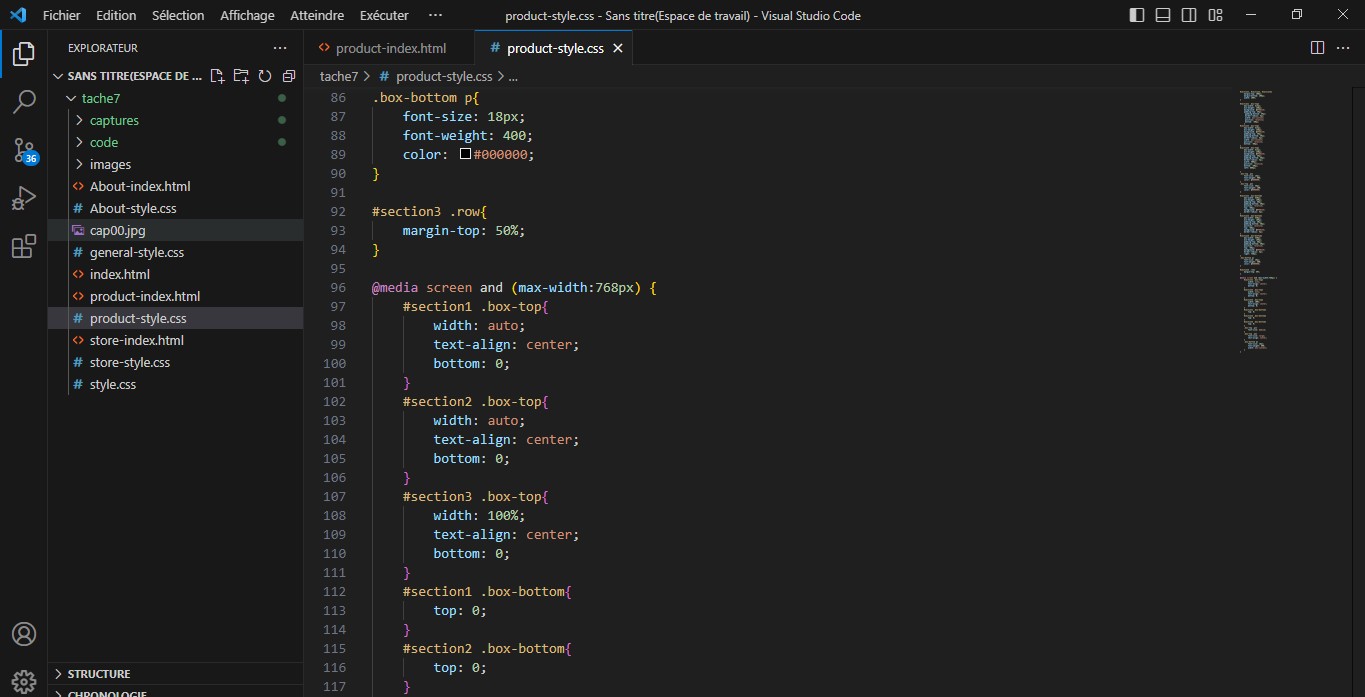 Fichier Edition Sélection Affichage Atteindre Exécuter ··· product-style.css - Sans titre(Espace de travail) - Visual Studio Code
EXPLORATEUR ···
SANS TITRE(ESPACE DE ...
tache7
captures
code
images
<> About-index.html
# About-style.css
cap00.jpg
# general-style.css
<> index.html
<> product-index.html
# product-style.css
<> store-index.html
# store-style.css
# style.css
STRUCTURE
CHRONOLOGIE
36
<> product-index.html # product-style.css ×
tache7 > # product-style.css > ...
86 .box-bottom p{
87 font-size: 18px;
88 font-weight: 400;
89 color: #000000;
90 }
91
92 #section3 .row{
93 margin-top: 50%;
94 }
95
96 @media screen and (max-width:768px) {
97 #section1 .box-top{
98 width: auto;
99 text-align: center;
100 bottom: 0;
101 }
102 #section2 .box-top{
103 width: auto;
104 text-align: center;
105 bottom: 0;
106 }
107 #section3 .box-top{
108 width: 100%;
109 text-align: center;
110 bottom: 0;
111 }
112 #section1 .box-bottom{
113 top: 0;
114 }
115 #section2 .box-bottom{
116 top: 0;
117 }